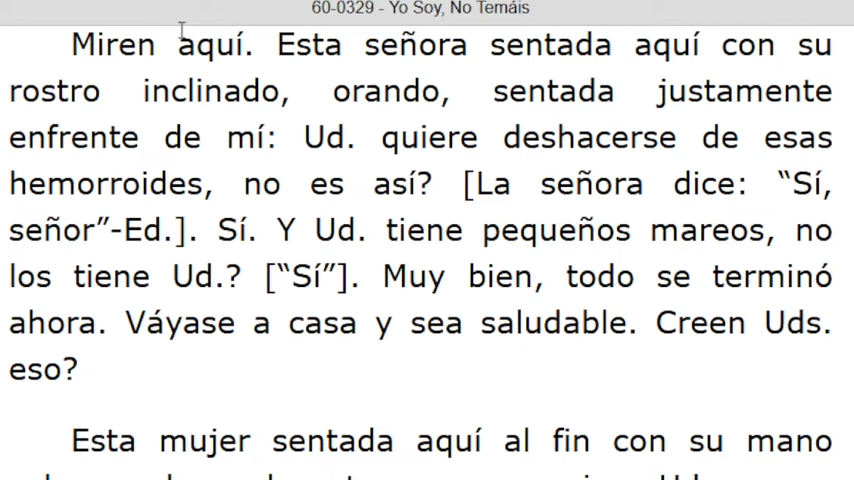 60-0329 - Yo Soy, No Temáis
Miren aquí. Esta señora sentada aquí con su
rostro inclinado, orando, sentada justamente
enfrente de mí: Ud. quiere deshacerse de esas
hemorroides, no es así? [La señora dice: “Sí,
señor”-Ed.]. Sí. Y Ud. tiene pequeños mareos, no
los tiene Ud.? [“Sí”]. Muy bien, todo se terminó
ahora. Váyase a casa y sea saludable. Creen Uds.
eso?
Esta mujer sentada aquí al fin con su mano